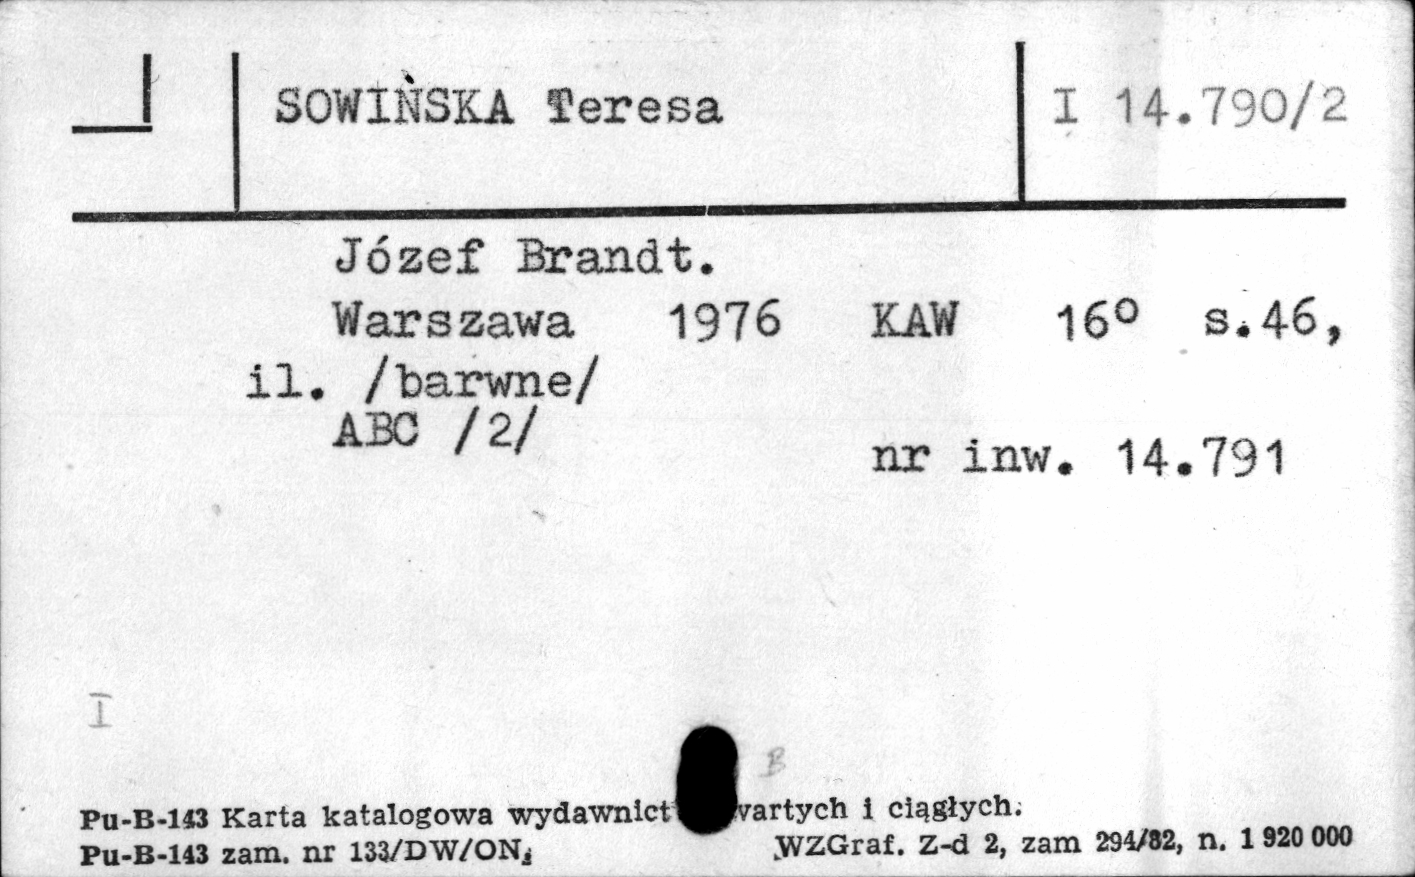 SOWIŃSKA Teresa I 14.790/2
Józef Brandt.
Warszawa 1976 KAW 16° s.46,
il. /barwne/
ABC /2/
nr inw. 14.791
I
B
Pu-B-143 Karta katalogowa wydawnict wartych i ciągłych.
Pu-B-143 zam. nr 133/DW/ON. WZGraf. Z-d 2, zam 294/82, n. 1 920 000